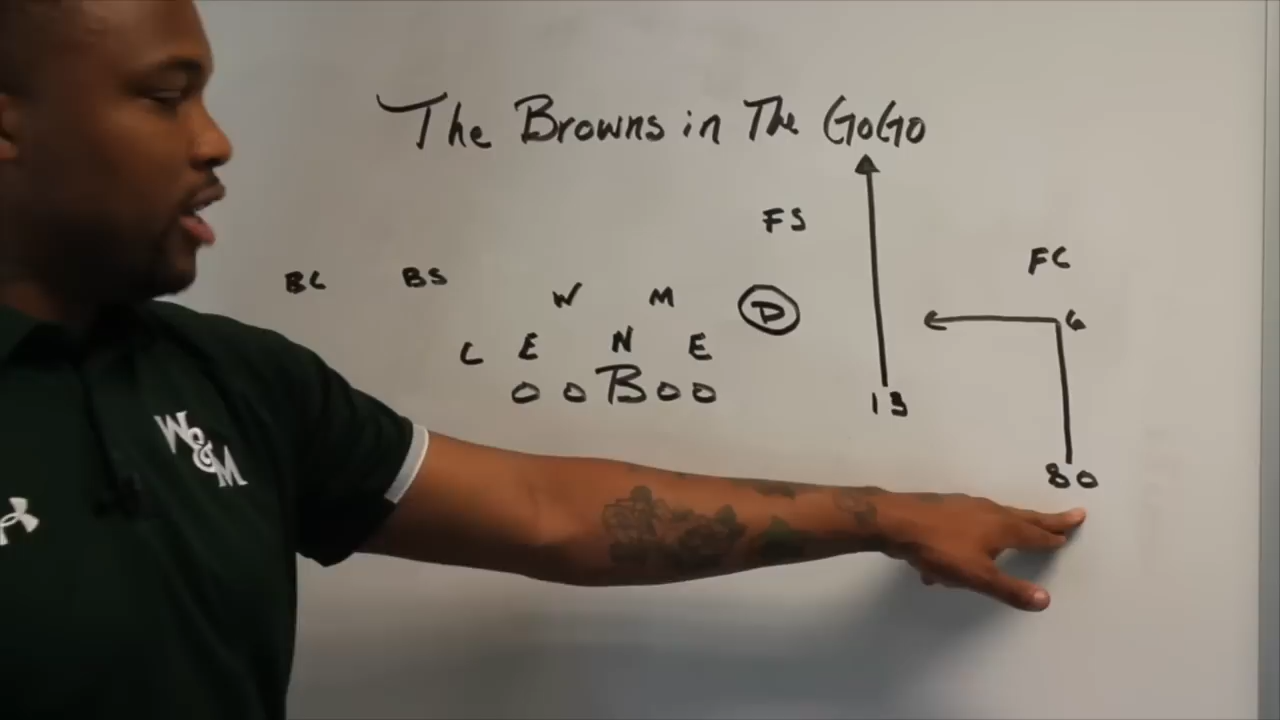 The Browns in The GoGo
FS
FC
BC BS W M D
6
C E N E
O O B O O
13
80
W&M